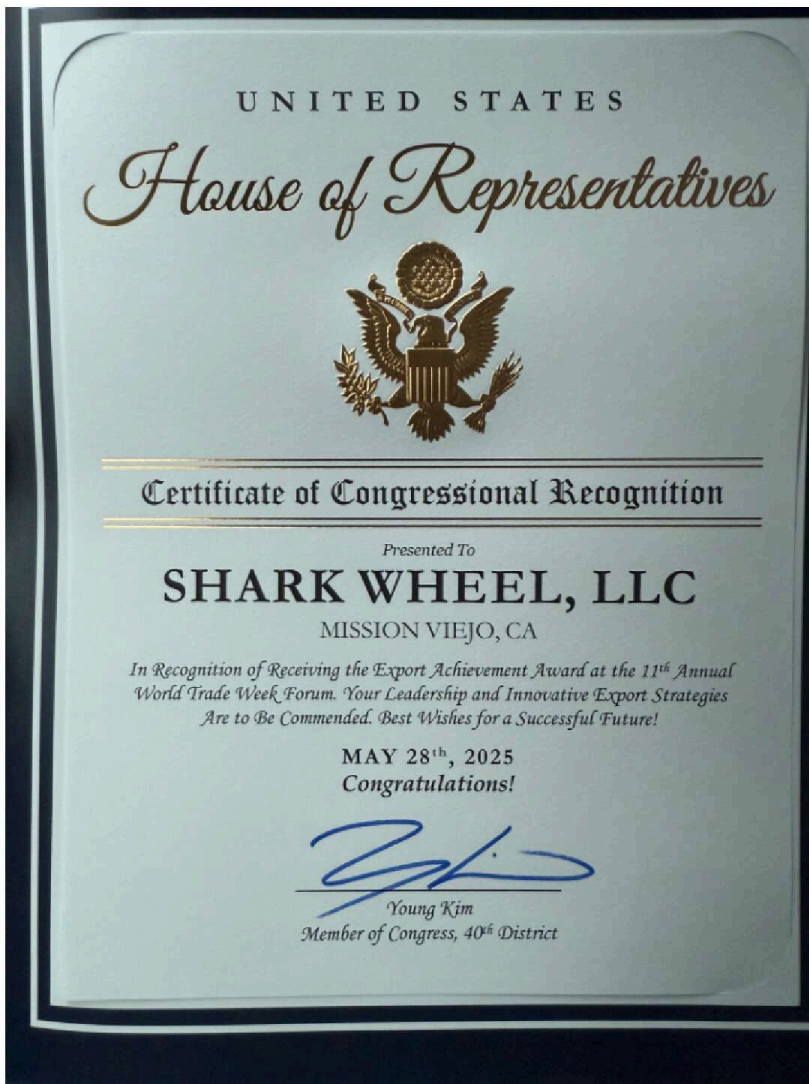 UNITED STATES
House of Representatives
Certificate of Congressional Recognition
Presented To
SHARK WHEEL, LLC
MISSION VIEJO, CA
In Recognition of Receiving the Export Achievement Award at the 11th Annual
World Trade Week Forum. Your Leadership and Innovative Export Strategies
Are to Be Commended. Best Wishes for a Successful Future!
MAY 28th, 2025
Congratulations!
Young Kim
Member of Congress, 40th District